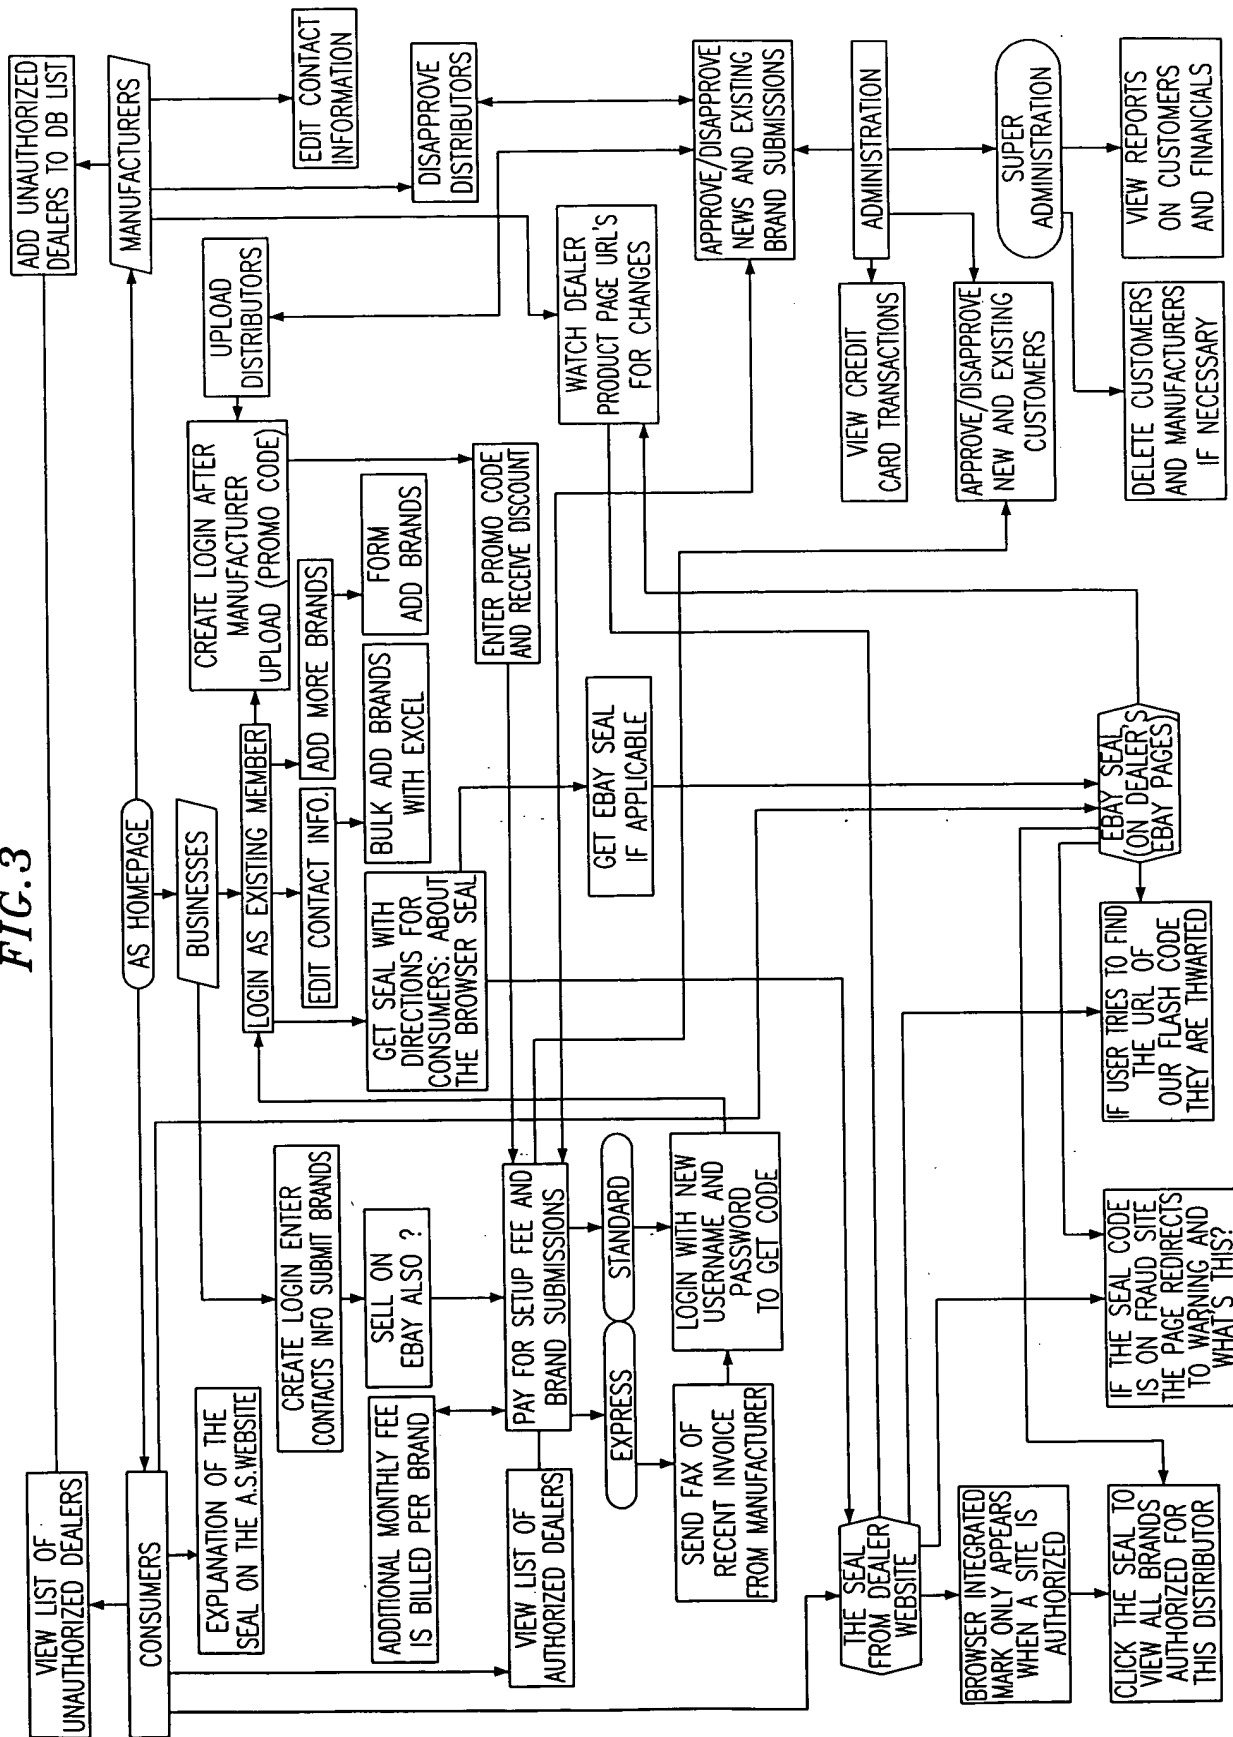 FIG.3
VIEW LIST OF
UNAUTHORIZED DEALERS
ADD UNAUTHORIZED
DEALERS TO DB LIST
CONSUMERS
AS HOMEPAGE
MANUFACTURERS
EXPLANATION OF THE
SEAL ON THE A.S.WEBSITE
BUSINESSES
UPLOAD
DISTRIBUTORS
EDIT CONTACT
INFORMATION
CREATE LOGIN ENTER
CONTACTS INFO SUBMIT BRANDS
LOGIN AS EXISTING MEMBER
CREATE LOGIN AFTER
MANUFACTURER
UPLOAD (PROMO CODE)
EDIT CONTACT INFO.
ADD MORE BRANDS
ADDITIONAL MONTHLY FEE
IS BILLED PER BRAND
SELL ON
EBAY ALSO ?
GET SEAL WITH
DIRECTIONS FOR
CONSUMERS: ABOUT
THE BROWSER SEAL
BULK ADD BRANDS
WITH EXCEL
FORM
ADD BRANDS
DISAPPROVE
DISTRIBUTORS
VIEW LIST OF
AUTHORIZED DEALERS
PAY FOR SETUP FEE AND
BRAND SUBMISSIONS
ENTER PROMO CODE
AND RECEIVE DISCOUNT
EXPRESS
STANDARD
GET EBAY SEAL
IF APPLICABLE
WATCH DEALER
PRODUCT PAGE URL'S
FOR CHANGES
SEND FAX OF
RECENT INVOICE
FROM MANUFACTURER
LOGIN WITH NEW
USERNAME AND
PASSWORD
TO GET CODE
APPROVE/DISAPPROVE
NEWS AND EXISTING
BRAND SUBMISSIONS
THE SEAL
FROM DEALER
WEBSITE
VIEW CREDIT
CARD TRANSACTIONS
ADMINISTRATION
BROWSER INTEGRATED
MARK ONLY APPEARS
WHEN A SITE IS
AUTHORIZED
APPROVE/DISAPPROVE
NEW AND EXISTING
CUSTOMERS
SUPER
ADMINISTRATION
CLICK THE SEAL TO
VIEW ALL BRANDS
AUTHORIZED FOR
THIS DISTRIBUTOR
IF THE SEAL CODE
IS ON FRAUD SITE
THE PAGE REDIRECTS
TO WARNING AND
WHAT'S THIS?
IF USER TRIES TO FIND
THE URL OF
OUR FLASH CODE
THEY ARE THWARTED
EBAY SEAL
(ON DEALER'S
EBAY PAGES)
DELETE CUSTOMERS
AND MANUFACTURERS
IF NECESSARY
VIEW REPORTS
ON CUSTOMERS
AND FINANCIALS